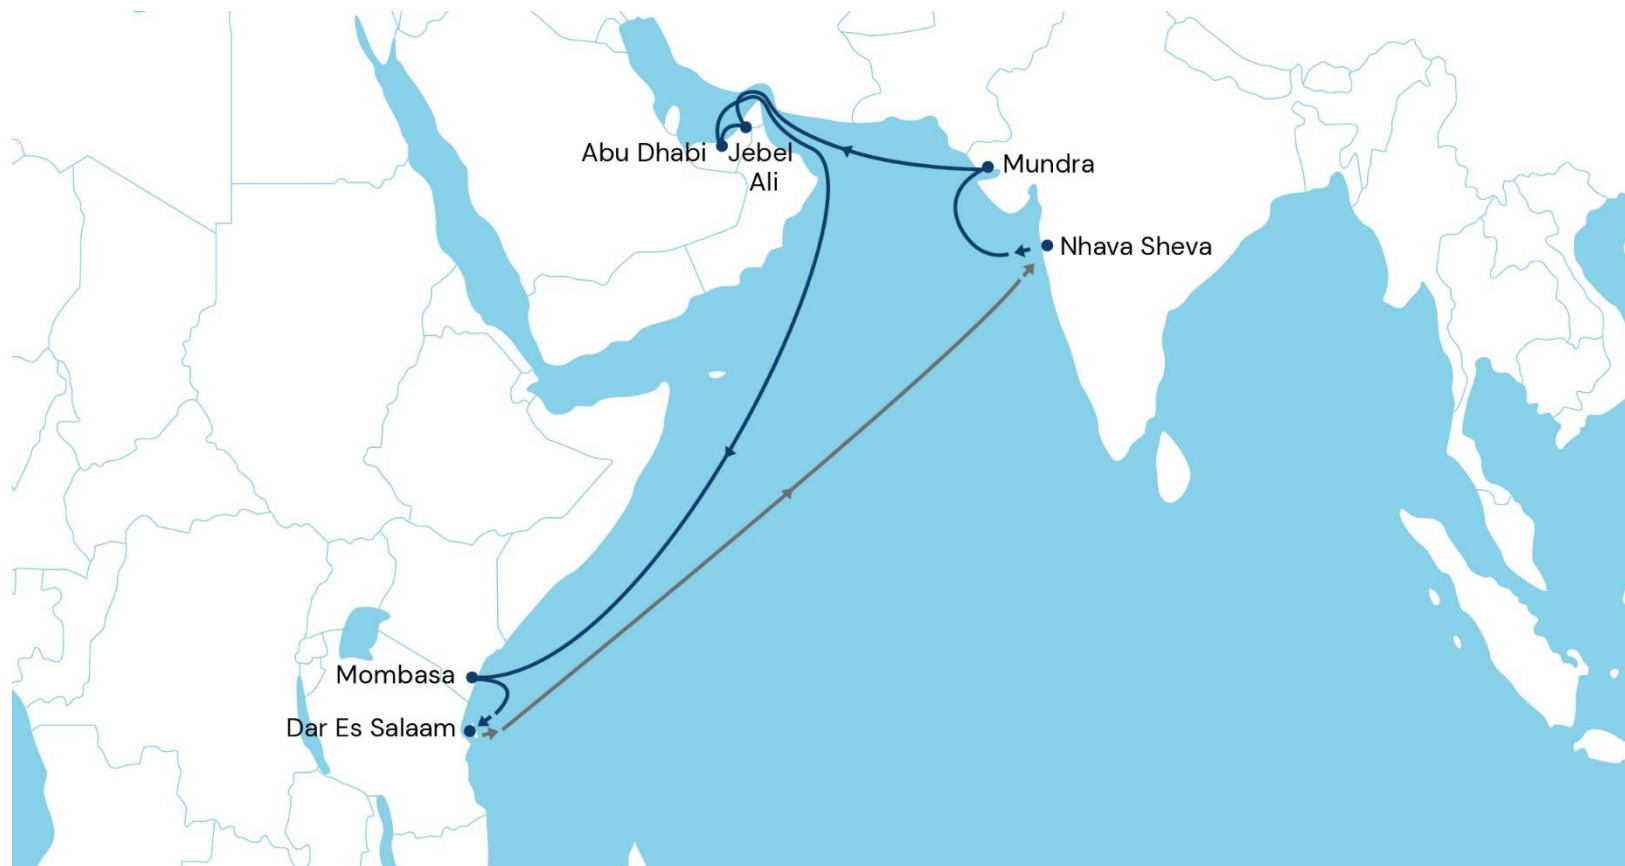 Abu Dhabi
Jebel
Ali
Mundra
Nhava Sheva
Mombasa
Dar Es Salaam